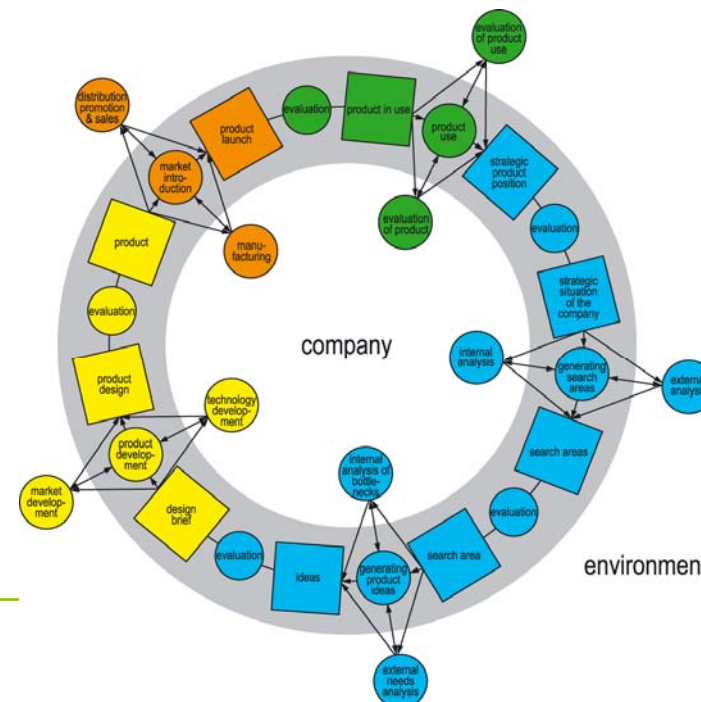 evaluation
of product
use
distribution
promotion
& sales
product
launch
evaluation
product in use
product
use
strategic
product
position
market
intro-
duction
evaluation
of product
evaluation
product
manu-
facturing
strategic
situation
of the
company
evaluation
company
internal
analysis
generating
search
areas
external
analysis
product
design
technology
develop-
ment
product
develop-
ment
search areas
internal
analysis of
bottle-
necks
market
develop-
ment
design
brief
evaluation
evaluation
search area
ideas
generating
product
ideas
environmen
external
needs
analysis